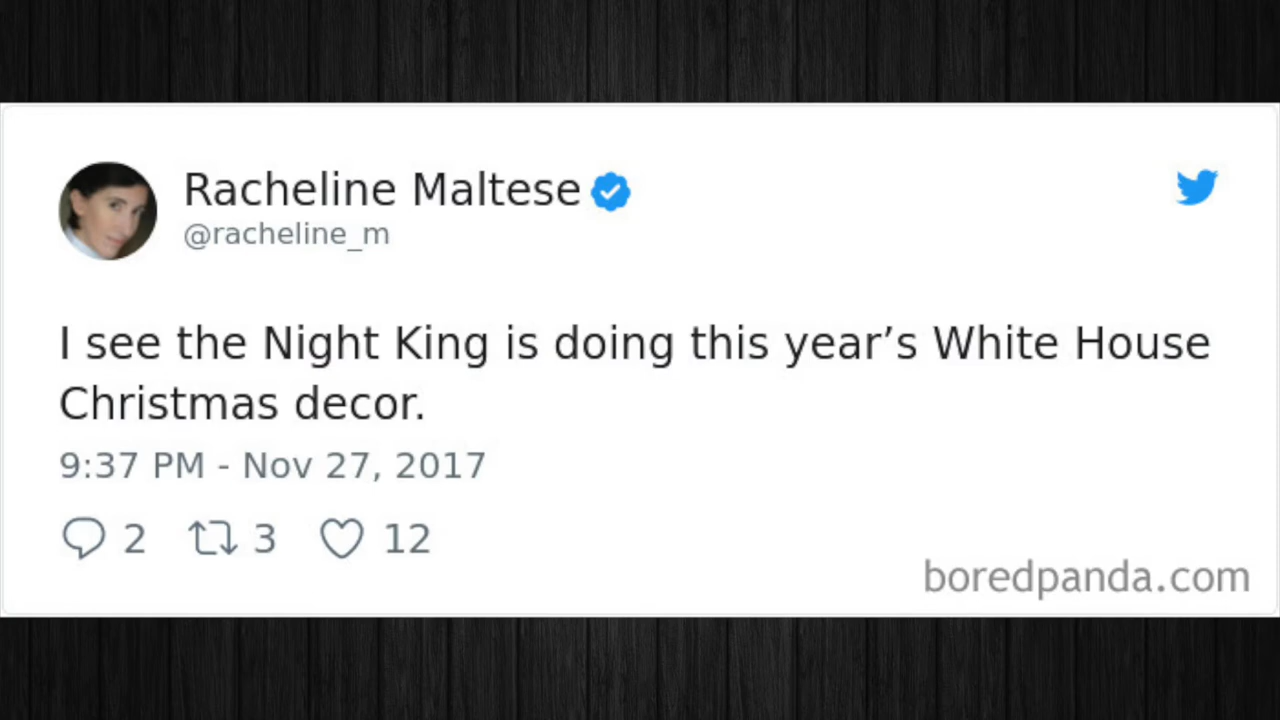 Racheline Maltese
@racheline_m
I see the Night King is doing this year’s White House
Christmas decor.
9:37 PM - Nov 27, 2017
2 3 12
boredpanda.com